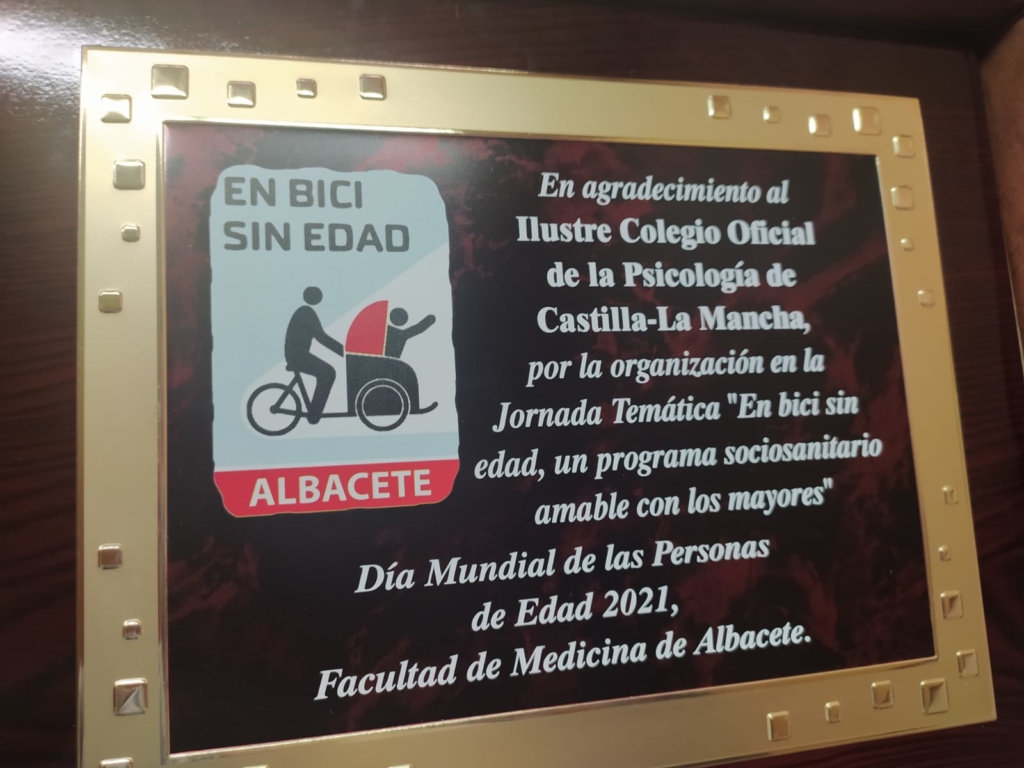 EN BICI
SIN EDAD
ALBACETE
En agradecimiento al
Ilustre Colegio Oficial
de la Psicología de
Castilla-La Mancha,
por la organización en la
Jornada Temática "En bici sin
edad, un programa sociosanitario
amable con los mayores"
Día Mundial de las Personas
de Edad 2021,
Facultad de Medicina de Albacete.